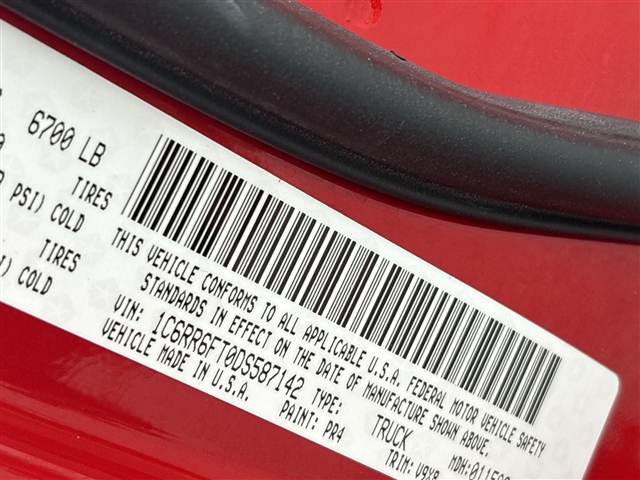 6700 LB
TIRES
PSI) COLD
TIRES
COLD
THIS VEHICLE CONFORMS TO ALL APPLICABLE U.S.A. FEDERAL MOTOR VEHICLE SAFETY
STANDARDS IN EFFECT ON THE DATE OF MANUFACTURE SHOWN ABOVE.
VIN: 1C6RR6FT0DS587142 TYPE: TRUCK
VEHICLE MADE IN U.S.A. PAINT: PR4 TRIM: V9X8